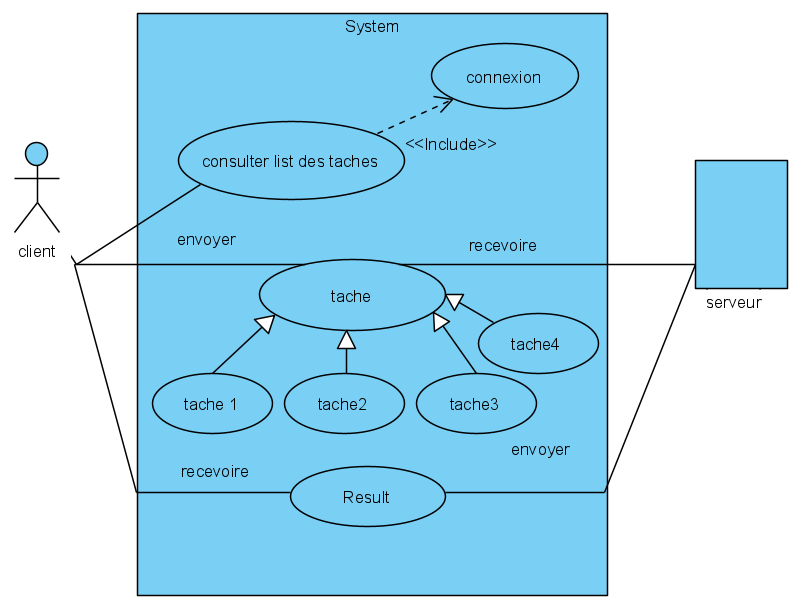 System
connexion
<<Include>>
consulter list des taches
client
envoyer
recevoire
tache
serveur
tache4
tache 1
tache2
tache3
envoyer
recevoire
Result